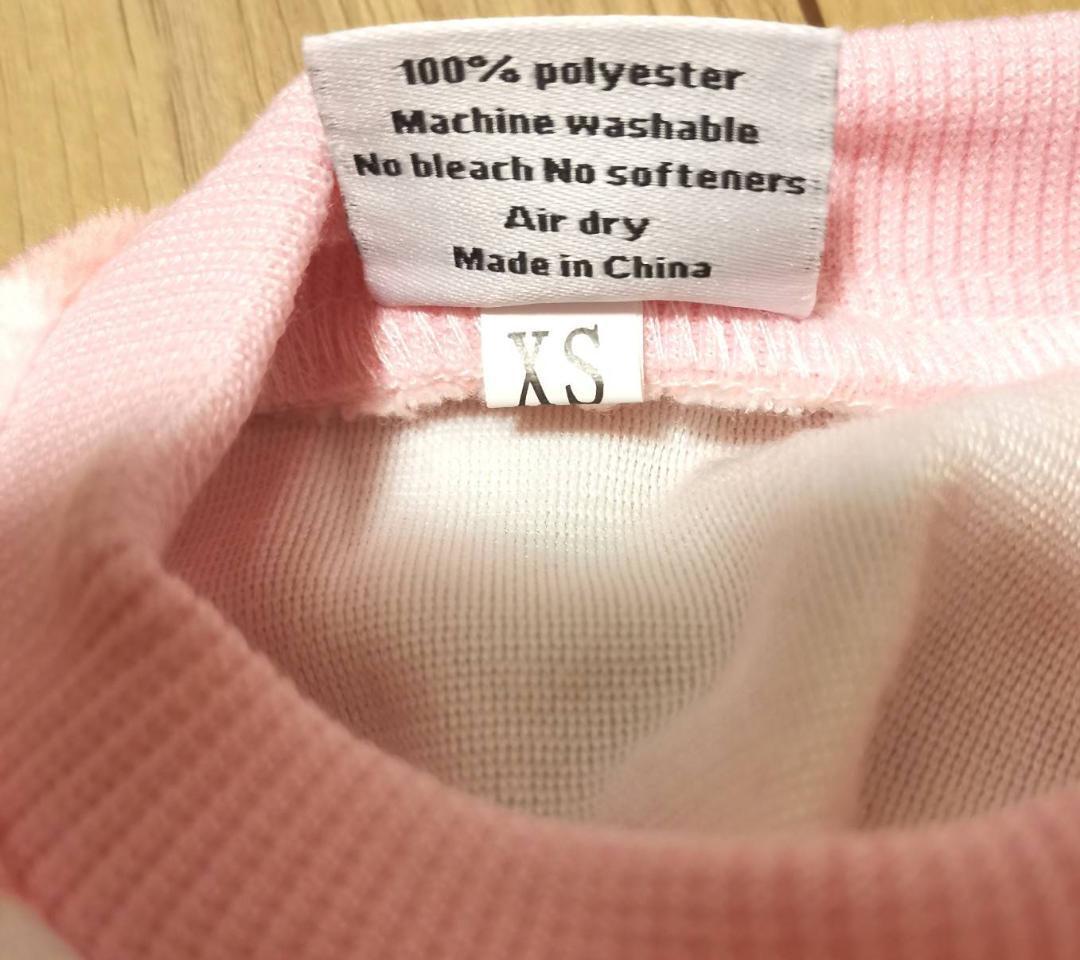 100% polyester
Machine washable
No bleach No softeners
Air dry
Made in China
XS